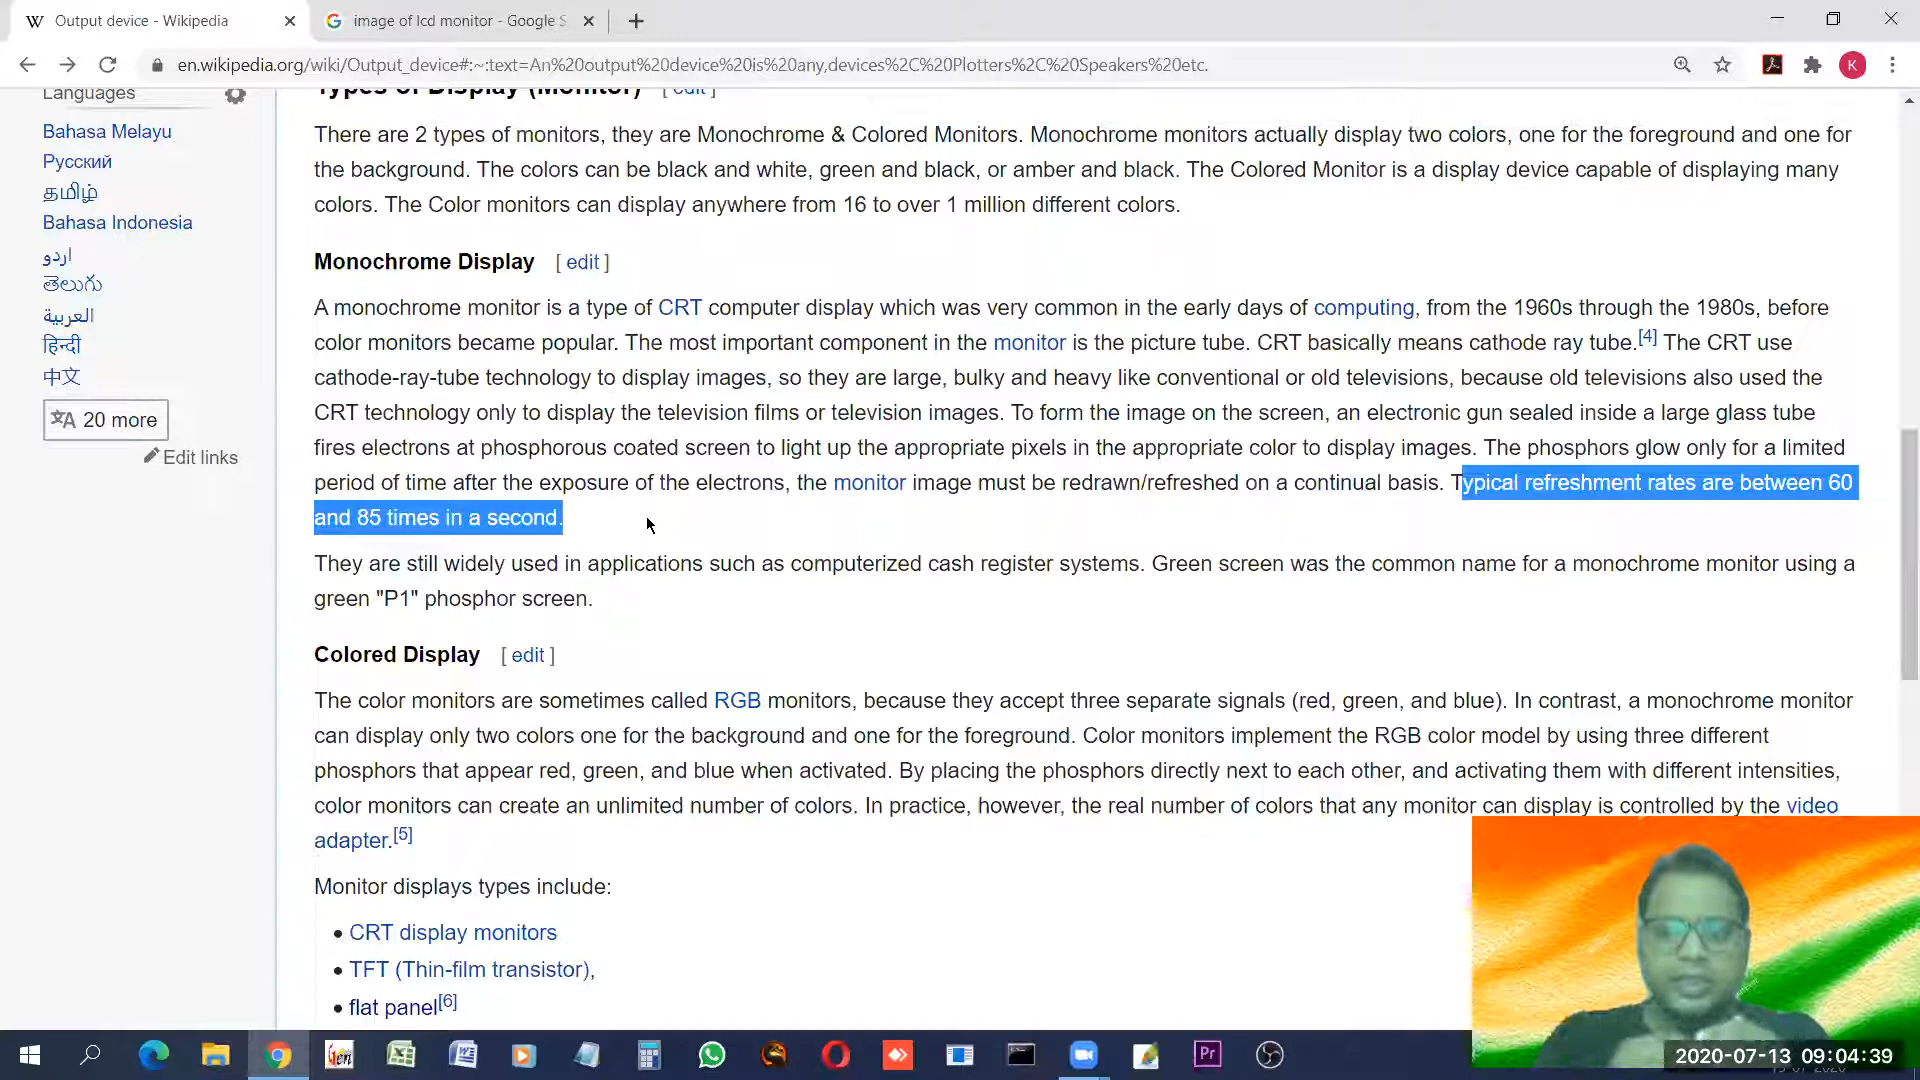 Output device - Wikipedia
image of lcd monitor - Google S
en.wikipedia.org/wiki/Output_device#:~:text=An%20output%20device%20is%20any,devices%2C%20Plotters%2C%20Speakers%20etc.
K
Languages
Bahasa Melayu
Русский
தமிழ்
Bahasa Indonesia
اردو
తెలుగు
العربية
हिन्दी
中文
20 more
Edit links
Types of Display (Monitor) [ edit ]
There are 2 types of monitors, they are Monochrome & Colored Monitors. Monochrome monitors actually display two colors, one for the foreground and one for
the background. The colors can be black and white, green and black, or amber and black. The Colored Monitor is a display device capable of displaying many
colors. The Color monitors can display anywhere from 16 to over 1 million different colors.
Monochrome Display [ edit ]
A monochrome monitor is a type of CRT computer display which was very common in the early days of computing, from the 1960s through the 1980s, before
color monitors became popular. The most important component in the monitor is the picture tube. CRT basically means cathode ray tube.[4] The CRT use
cathode-ray-tube technology to display images, so they are large, bulky and heavy like conventional or old televisions, because old televisions also used the
CRT technology only to display the television films or television images. To form the image on the screen, an electronic gun sealed inside a large glass tube
fires electrons at phosphorous coated screen to light up the appropriate pixels in the appropriate color to display images. The phosphors glow only for a limited
period of time after the exposure of the electrons, the monitor image must be redrawn/refreshed on a continual basis. Typical refreshment rates are between 60
and 85 times in a second.
They are still widely used in applications such as computerized cash register systems. Green screen was the common name for a monochrome monitor using a
green "P1" phosphor screen.
Colored Display [ edit ]
The color monitors are sometimes called RGB monitors, because they accept three separate signals (red, green, and blue). In contrast, a monochrome monitor
can display only two colors one for the background and one for the foreground. Color monitors implement the RGB color model by using three different
phosphors that appear red, green, and blue when activated. By placing the phosphors directly next to each other, and activating them with different intensities,
color monitors can create an unlimited number of colors. In practice, however, the real number of colors that any monitor can display is controlled by the video
adapter.[5]
Monitor displays types include:
• CRT display monitors
• TFT (Thin-film transistor),
• flat panel[6]
Gen
Pr
2020-07-13 09:04:39